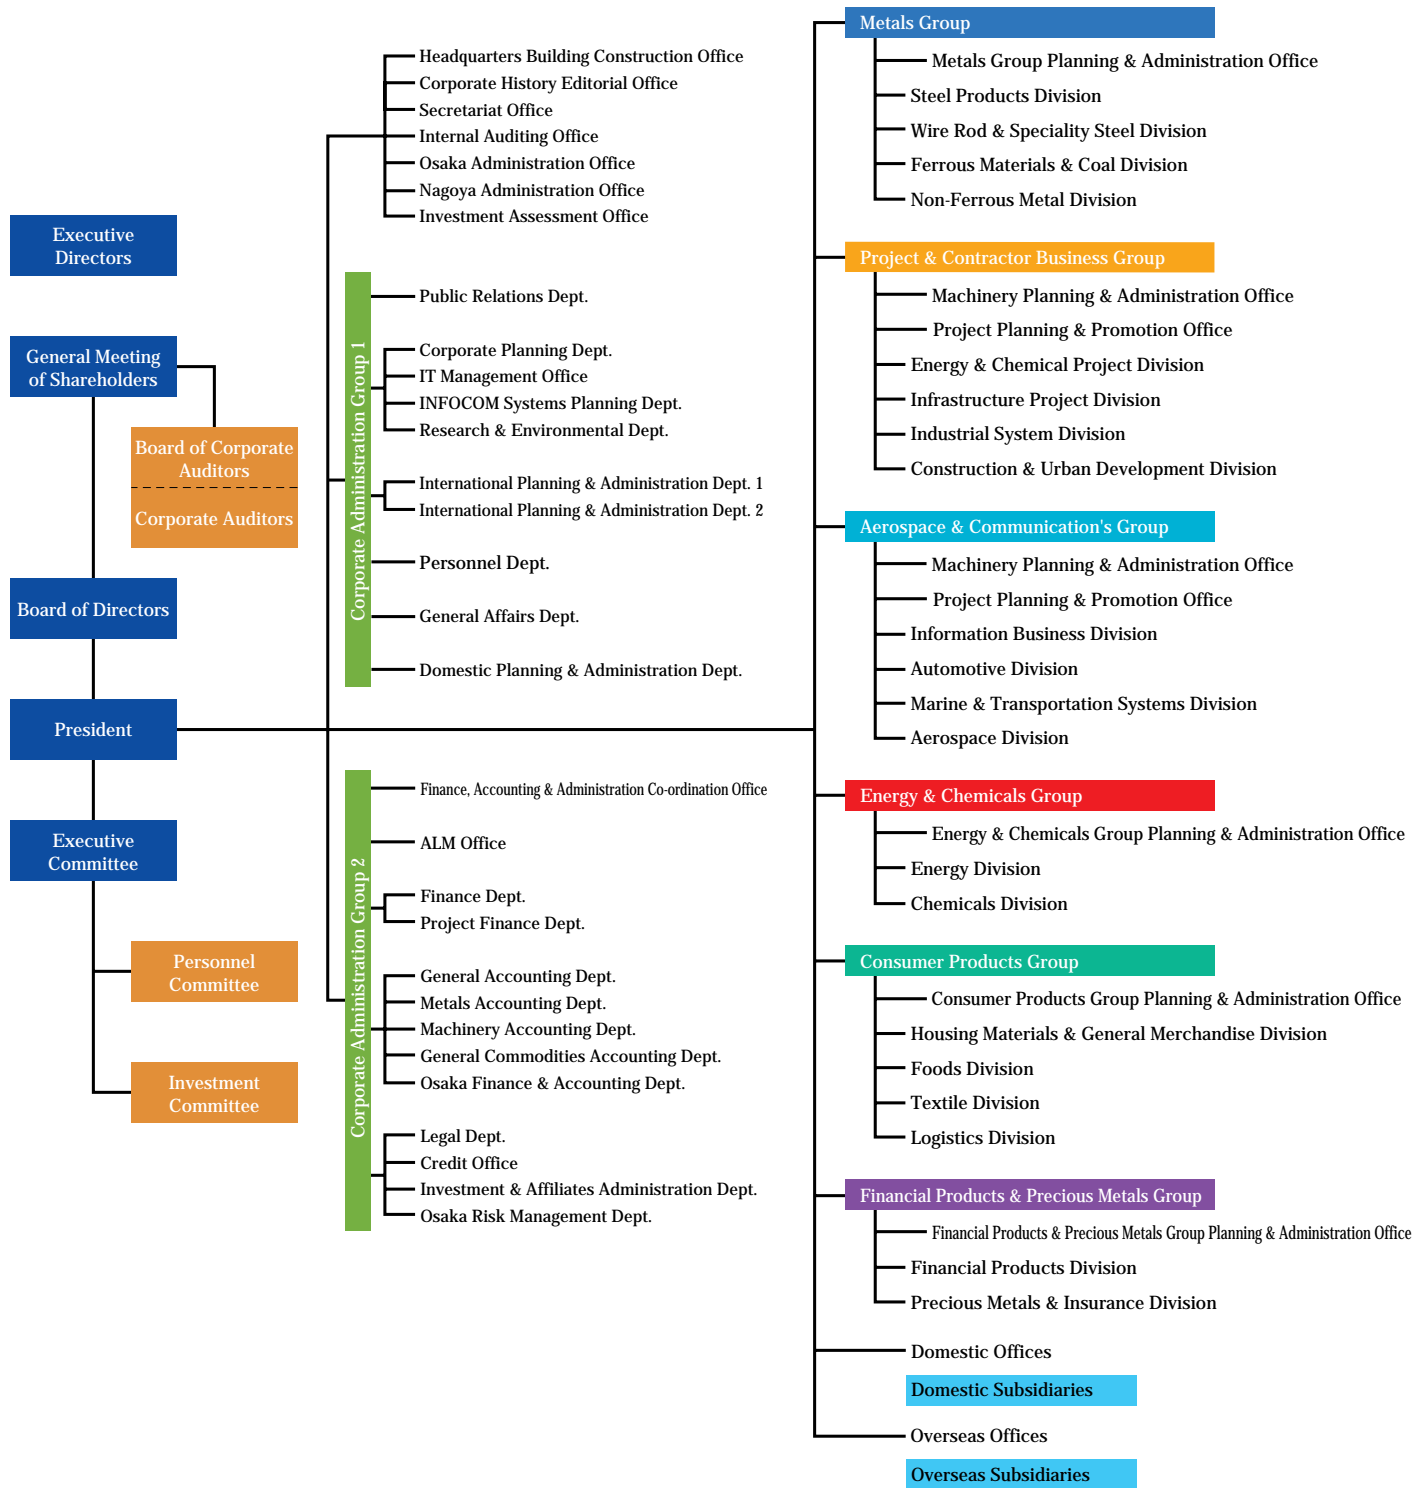 Executive
Directors
General Meeting
of Shareholders
Board of Corporate
Auditors
Corporate Auditors
Board of Directors
President
Executive
Committee
Personnel
Committee
Investment
Committee
Headquarters Building Construction Office
Corporate History Editorial Office
Secretariat Office
Internal Auditing Office
Osaka Administration Office
Nagoya Administration Office
Investment Assessment Office
Corporate Administration Group 1
Public Relations Dept.
Corporate Planning Dept.
IT Management Office
INFOCOM Systems Planning Dept.
Research & Environmental Dept.
International Planning & Administration Dept. 1
International Planning & Administration Dept. 2
Personnel Dept.
General Affairs Dept.
Domestic Planning & Administration Dept.
Corporate Administration Group 2
Finance, Accounting & Administration Co-ordination Office
ALM Office
Finance Dept.
Project Finance Dept.
General Accounting Dept.
Metals Accounting Dept.
Machinery Accounting Dept.
General Commodities Accounting Dept.
Osaka Finance & Accounting Dept.
Legal Dept.
Credit Office
Investment & Affiliates Administration Dept.
Osaka Risk Management Dept.
Metals Group
Metals Group Planning & Administration Office
Steel Products Division
Wire Rod & Speciality Steel Division
Ferrous Materials & Coal Division
Non-Ferrous Metal Division
Project & Contractor Business Group
Machinery Planning & Administration Office
Project Planning & Promotion Office
Energy & Chemical Project Division
Infrastructure Project Division
Industrial System Division
Construction & Urban Development Division
Aerospace & Communication's Group
Machinery Planning & Administration Office
Project Planning & Promotion Office
Information Business Division
Automotive Division
Marine & Transportation Systems Division
Aerospace Division
Energy & Chemicals Group
Energy & Chemicals Group Planning & Administration Office
Energy Division
Chemicals Division
Consumer Products Group
Consumer Products Group Planning & Administration Office
Housing Materials & General Merchandise Division
Foods Division
Textile Division
Logistics Division
Financial Products & Precious Metals Group
Financial Products & Precious Metals Group Planning & Administration Office
Financial Products Division
Precious Metals & Insurance Division
Domestic Offices
Domestic Subsidiaries
Overseas Offices
Overseas Subsidiaries